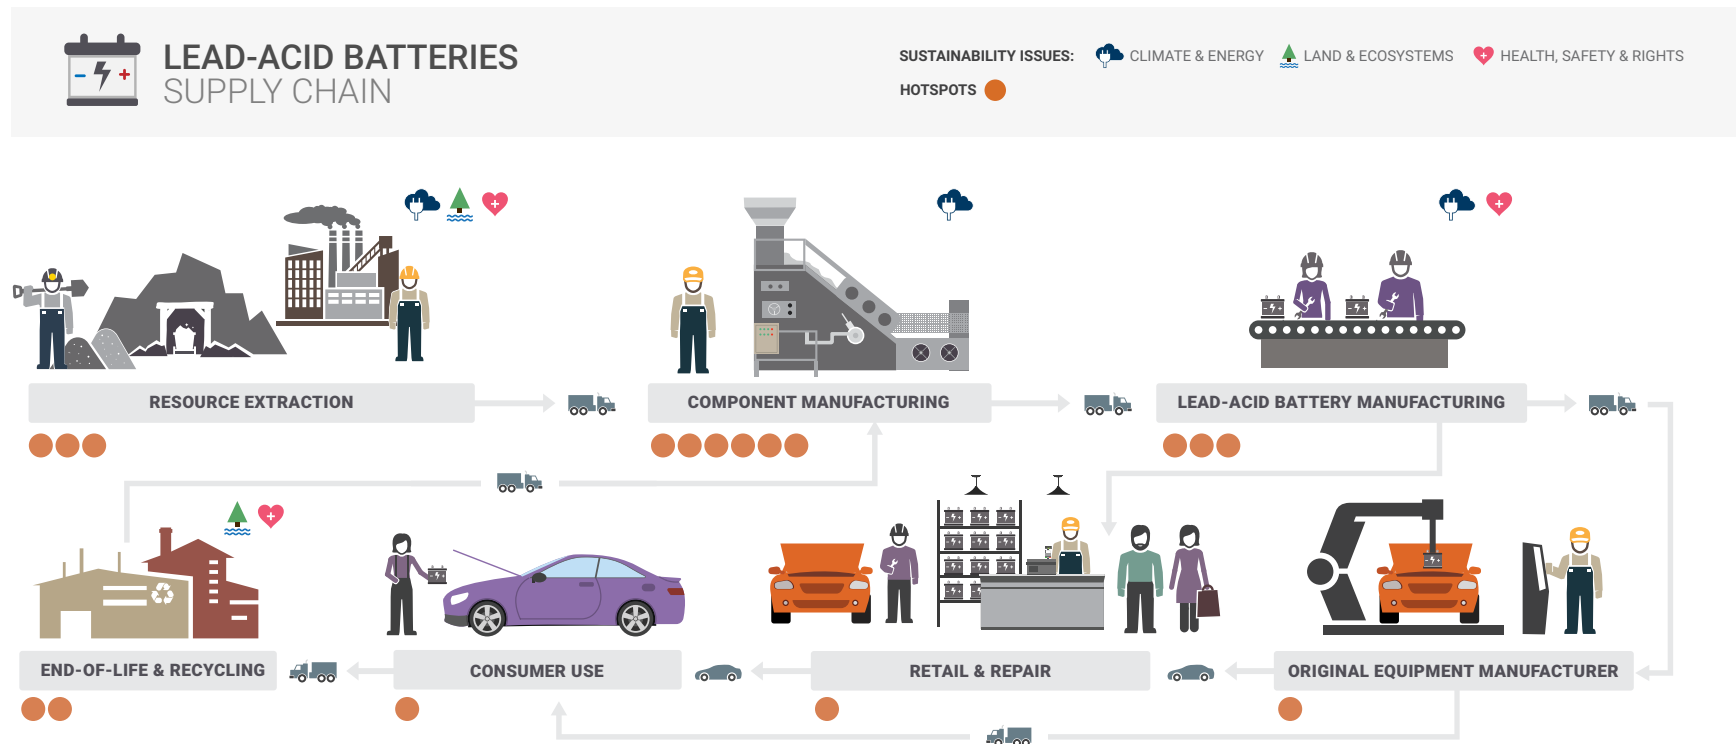 LEAD-ACID BATTERIES
SUPPLY CHAIN
SUSTAINABILITY ISSUES: CLIMATE & ENERGY LAND & ECOSYSTEMS HEALTH, SAFETY & RIGHTS
HOTSPOTS
RESOURCE EXTRACTION
COMPONENT MANUFACTURING
LEAD-ACID BATTERY MANUFACTURING
END-OF-LIFE & RECYCLING
CONSUMER USE
RETAIL & REPAIR
ORIGINAL EQUIPMENT MANUFACTURER